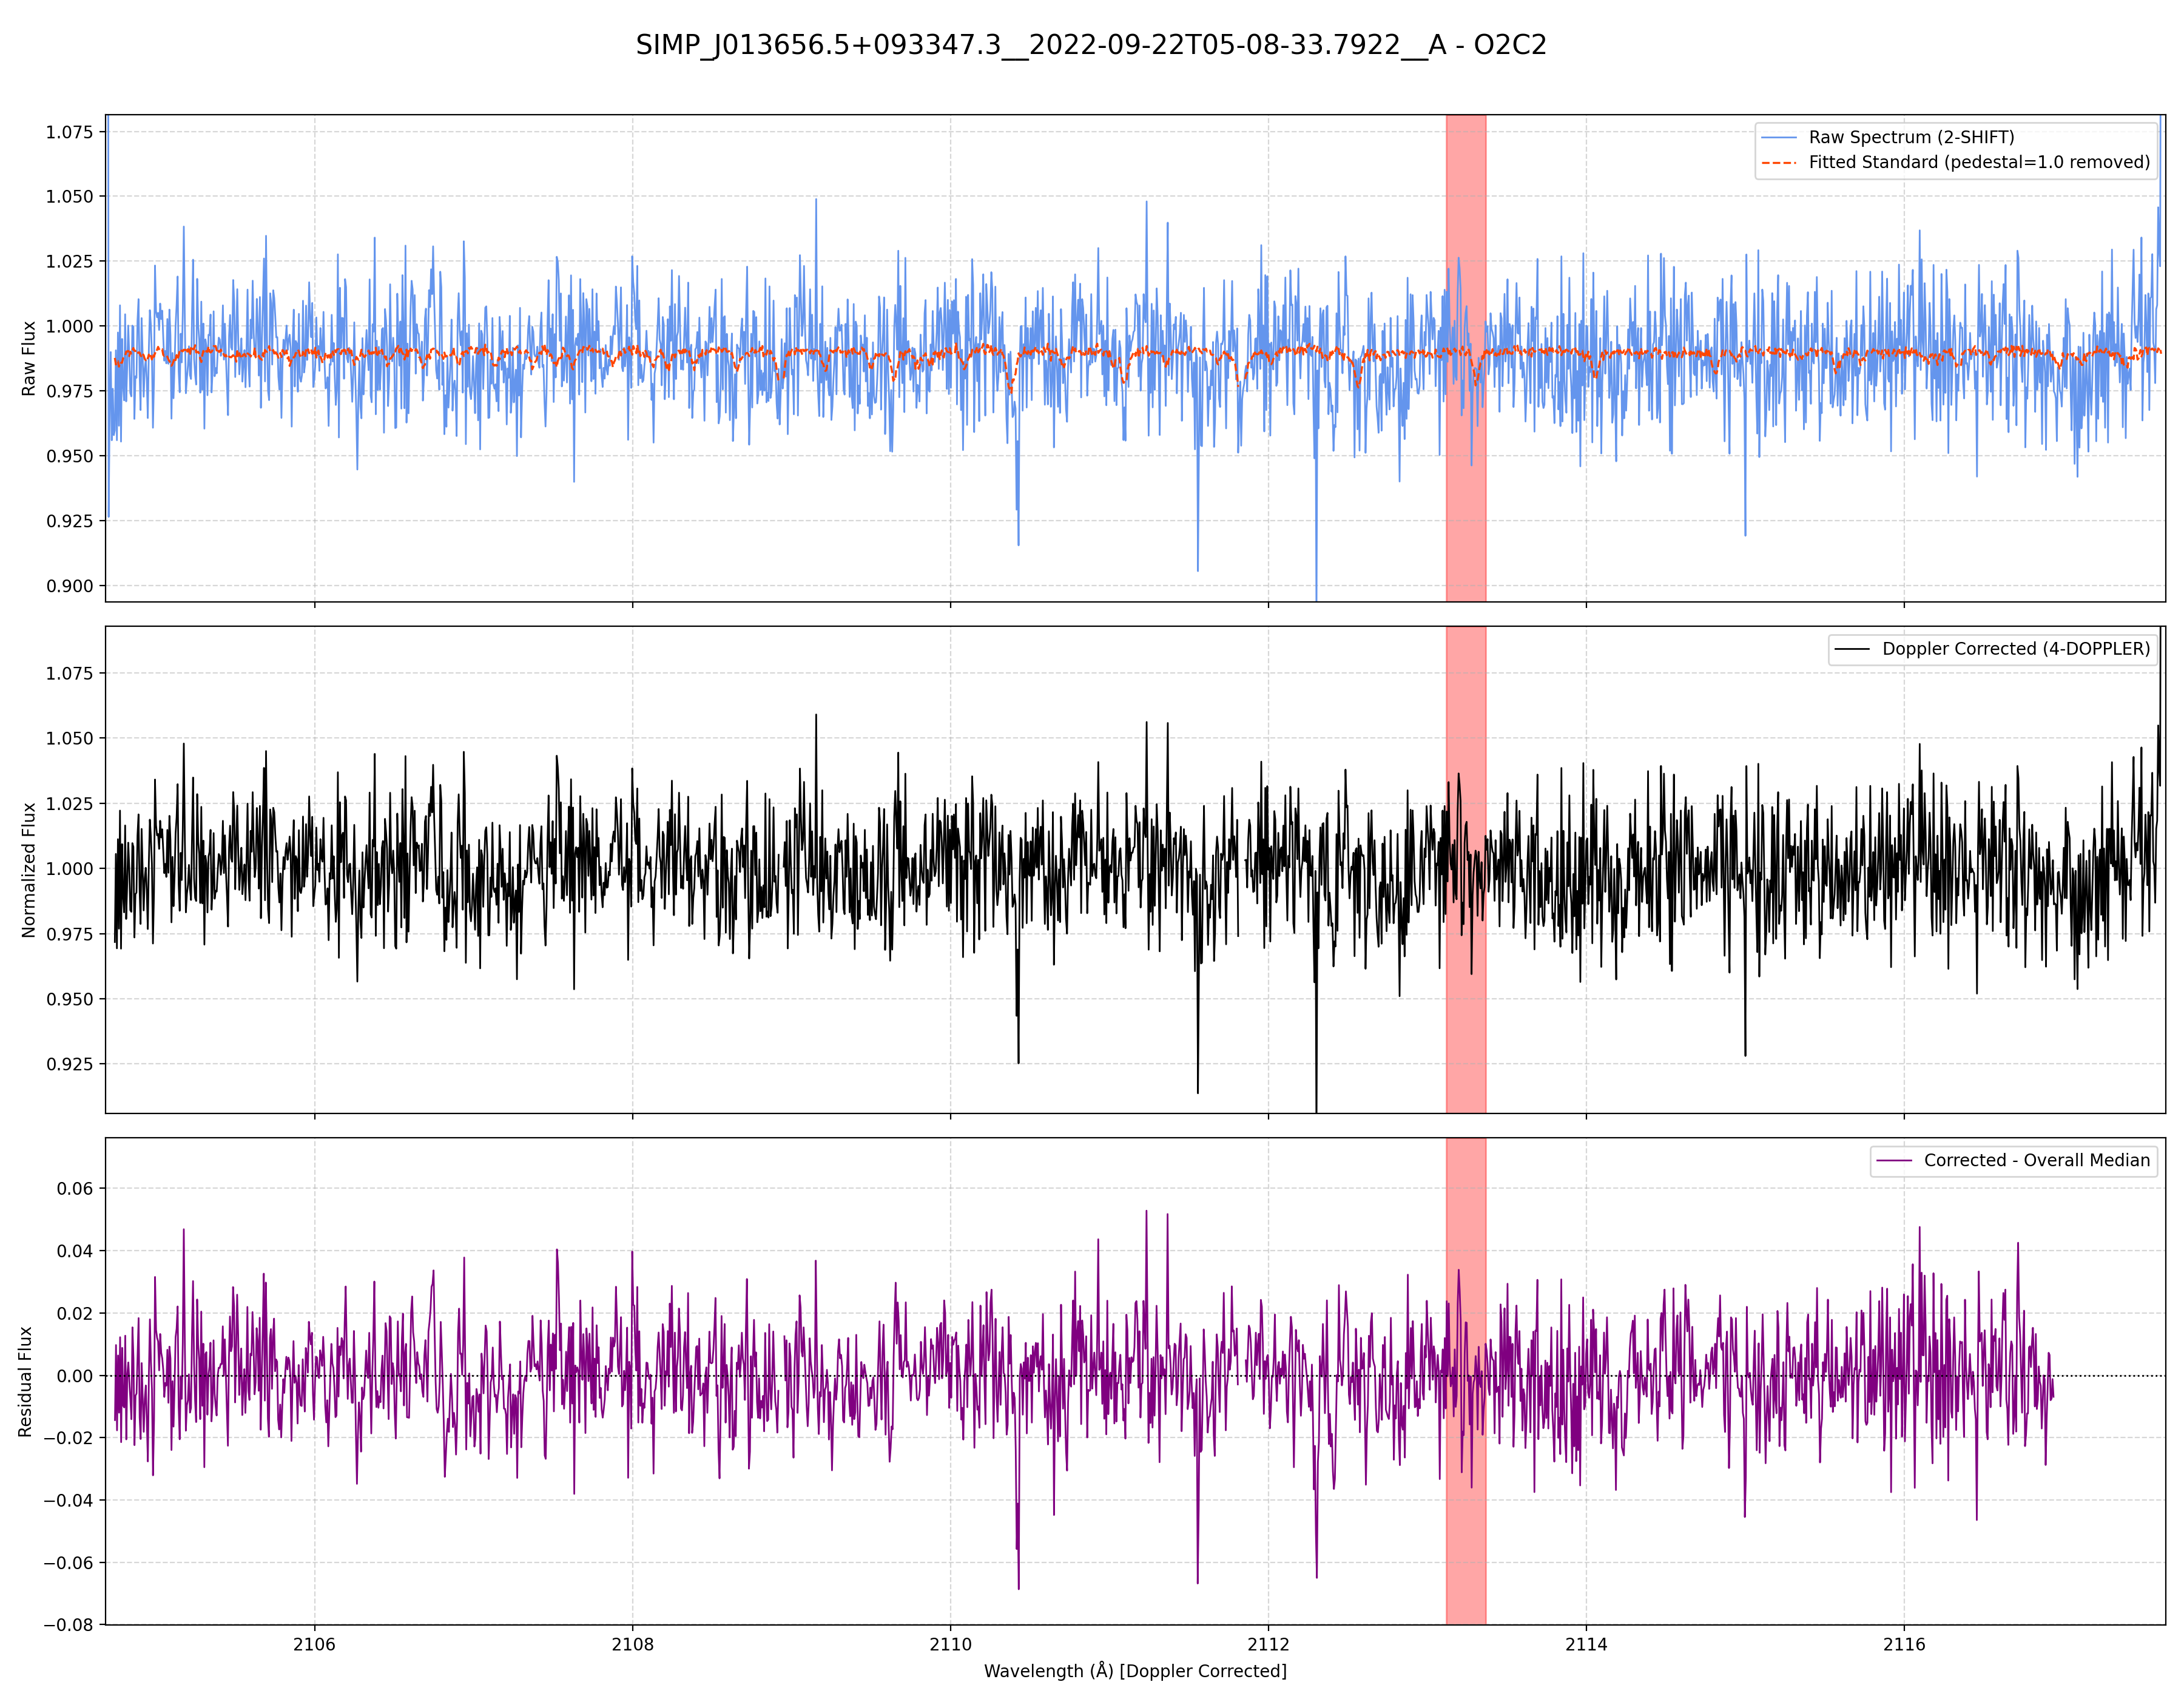 SIMP_J013656.5+093347.3__2022-09-22T05-08-33.7922__A - O2C2
1.075
1.050
1.025
1.000
0.975
0.950
0.925
0.900
Raw Flux
Raw Spectrum (2-SHIFT)
Fitted Standard (pedestal=1.0 removed)
1.075
1.050
1.025
1.000
0.975
0.950
0.925
Normalized Flux
Doppler Corrected (4-DOPPLER)
0.06
0.04
0.02
0.00
−0.02
−0.04
−0.06
−0.08
Residual Flux
Corrected - Overall Median
2106 2108 2110 2112 2114 2116
Wavelength (Å) [Doppler Corrected]